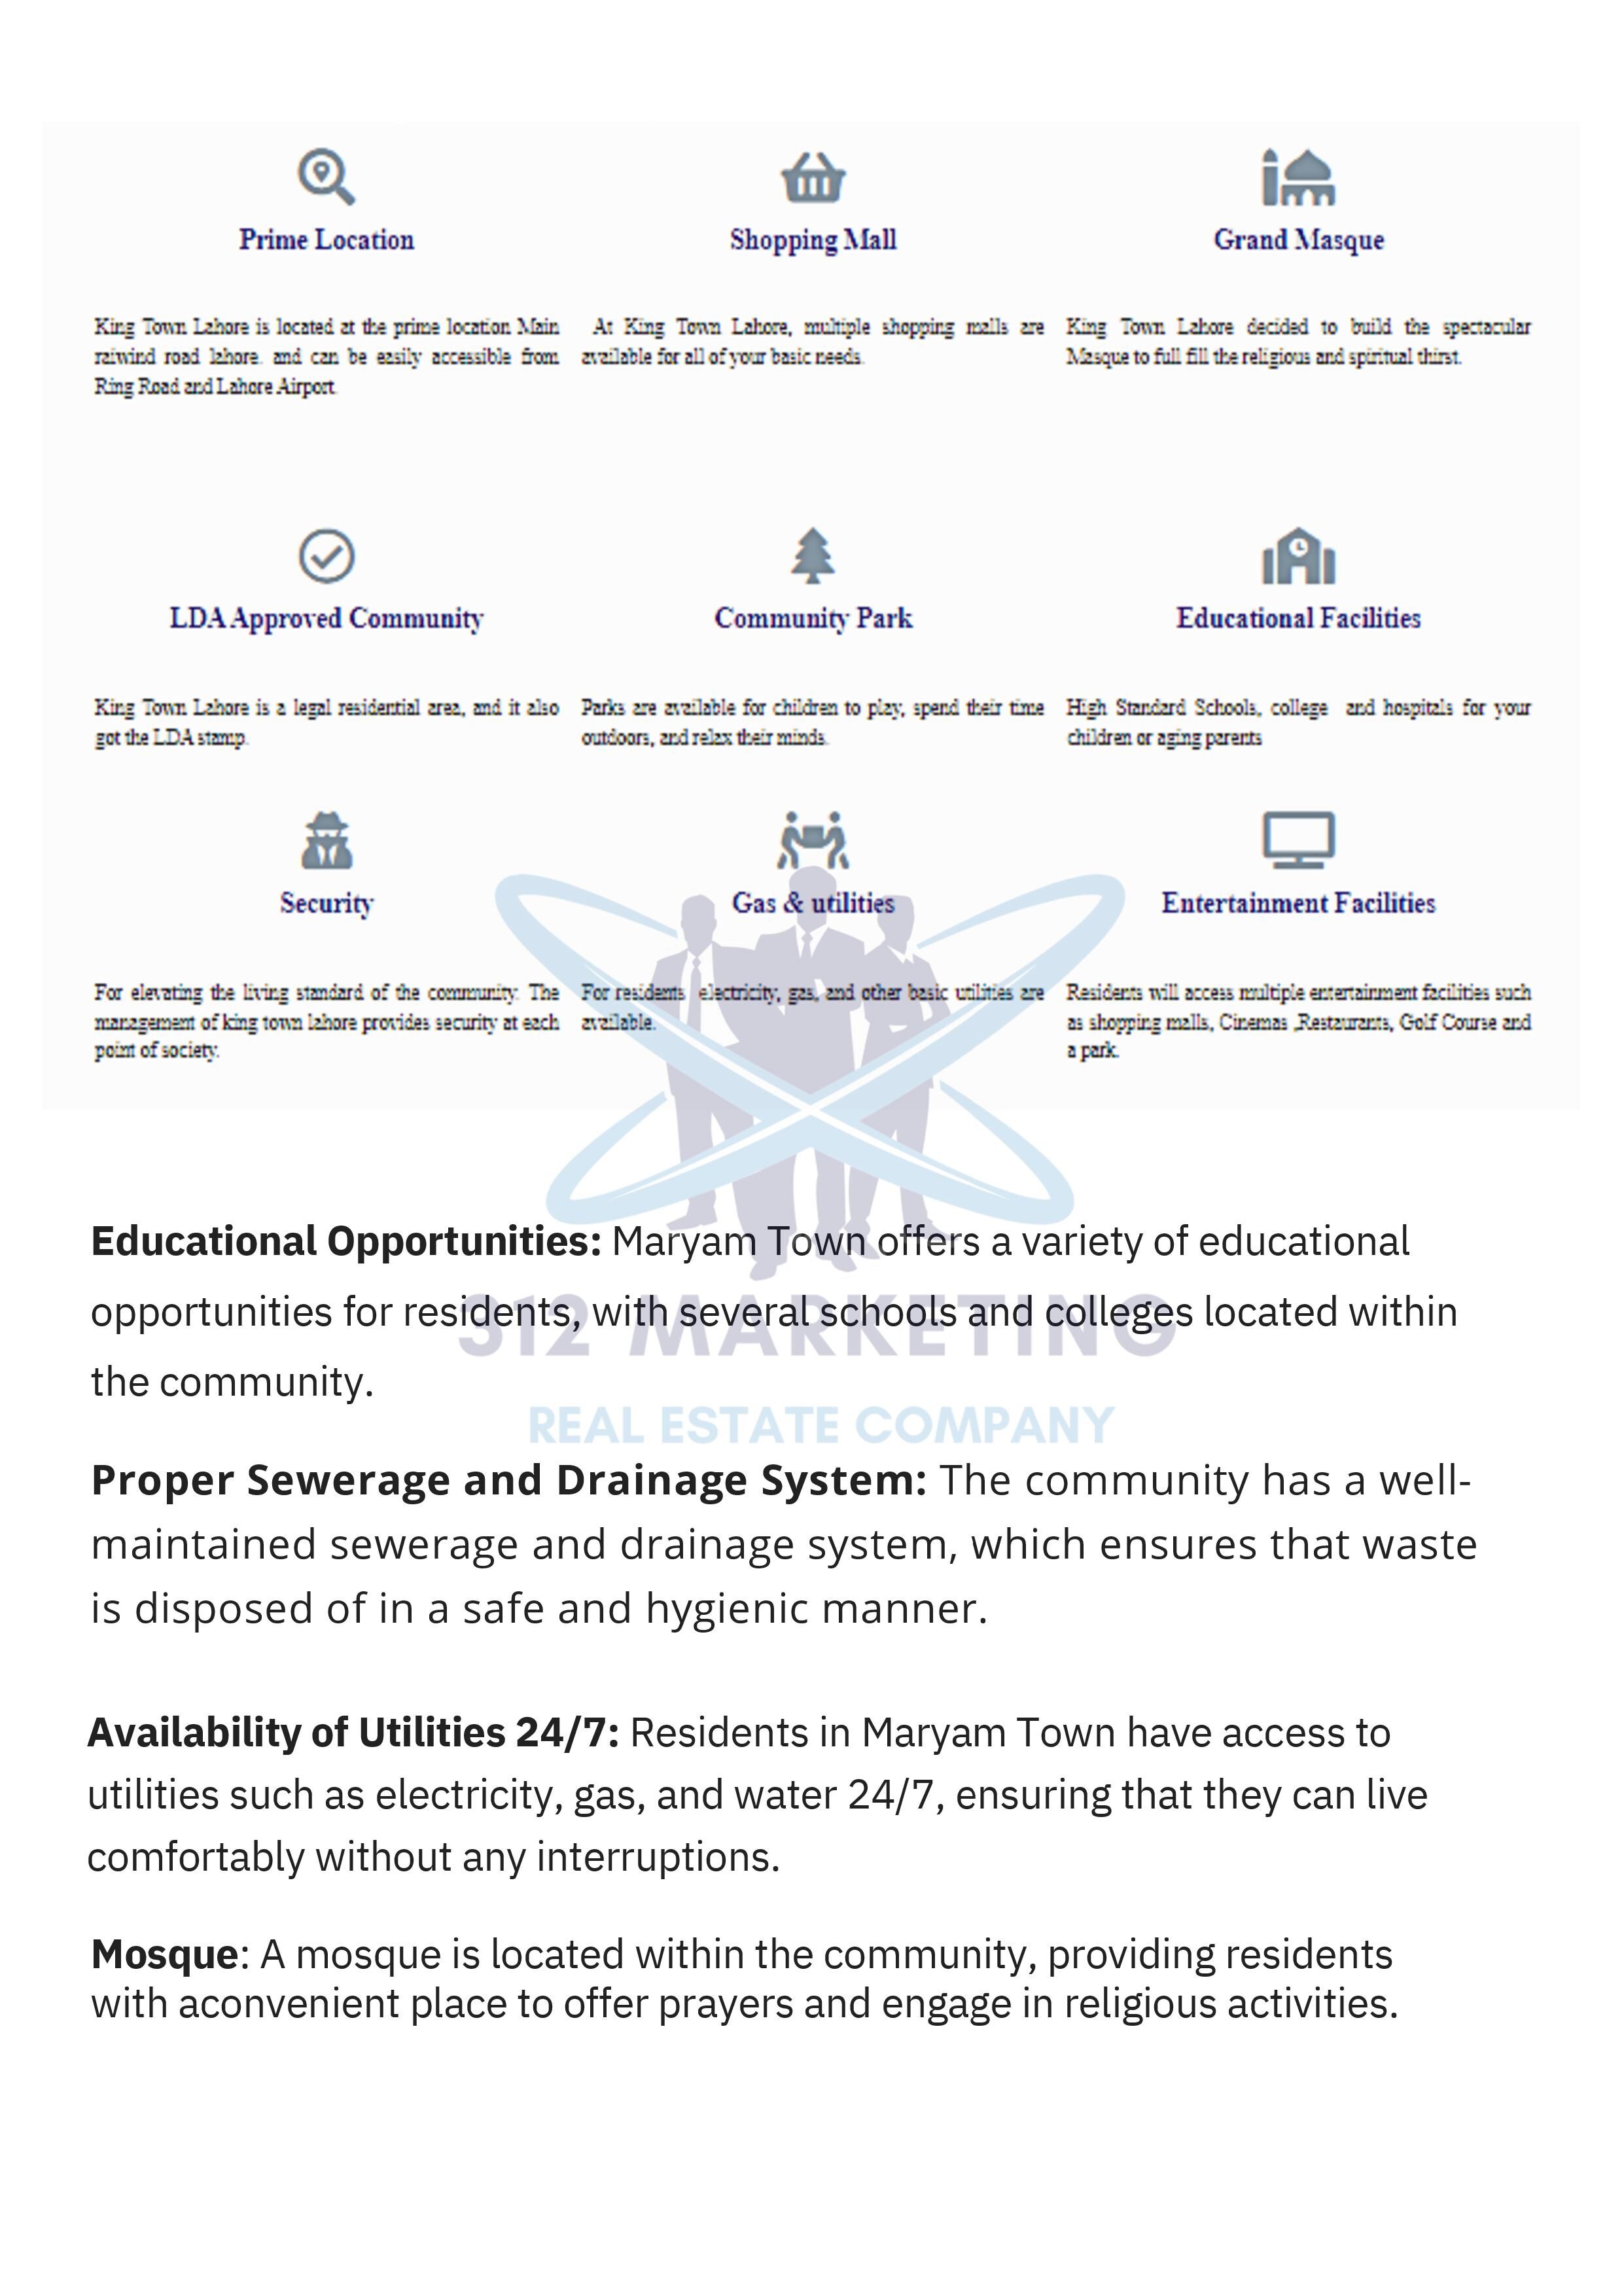 Prime Location
King Town Lahore is located at the prime location Main
raiwind road lahore. and can be easily accessible from
Ring Road and Lahore Airport.
Shopping Mall
At King Town Lahore, multiple shopping malls are
available for all of your basic needs.
Grand Masque
King Town Lahore decided to build the spectacular
Masque to full fill the religious and spiritual thirst.
LDA Approved Community
King Town Lahore is a legal residential area, and it also
got the LDA stamp.
Community Park
Parks are available for children to play, spend their time
outdoors, and relax their minds.
Educational Facilities
High Standard Schools, college and hospitals for your
children or aging parents
Security
For elevating the living standard of the community. The
management of king town lahore provides security at each
point of society.
Gas & utilities
For residents electricity, gas, and other basic utilities are
available.
Entertainment Facilities
Residents will access multiple entertainment facilities such
as shopping malls, Cinemas ,Restaurants, Golf Course and
a park.
Educational Opportunities: Maryam Town offers a variety of educational
opportunities for residents, with several schools and colleges located within
the community.
312 MARKETING
REAL ESTATE COMPANY
Proper Sewerage and Drainage System: The community has a well-
maintained sewerage and drainage system, which ensures that waste
is disposed of in a safe and hygienic manner.
Availability of Utilities 24/7: Residents in Maryam Town have access to
utilities such as electricity, gas, and water 24/7, ensuring that they can live
comfortably without any interruptions.
Mosque: A mosque is located within the community, providing residents
with aconvenient place to offer prayers and engage in religious activities.